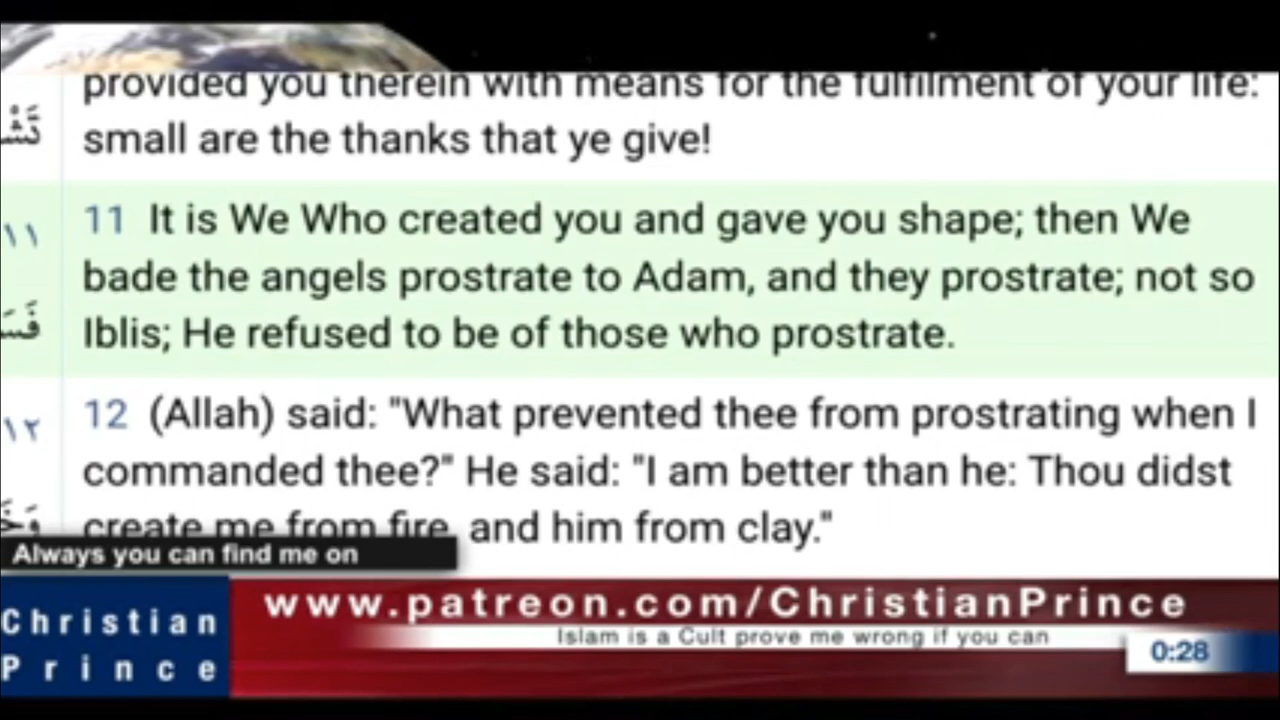 provided you therein with means for the fulfilment of your life:
small are the thanks that ye give!
١١ 11 It is We Who created you and gave you shape; then We
bade the angels prostrate to Adam, and they prostrate; not so
Iblis; He refused to be of those who prostrate.
١٢ 12 (Allah) said: "What prevented thee from prostrating when I
commanded thee?" He said: "I am better than he: Thou didst
create me from fire, and him from clay."
Always you can find me on
Christian
Prince
www.patreon.com/ChristianPrince
Islam is a Cult prove me wrong if you can
0:28